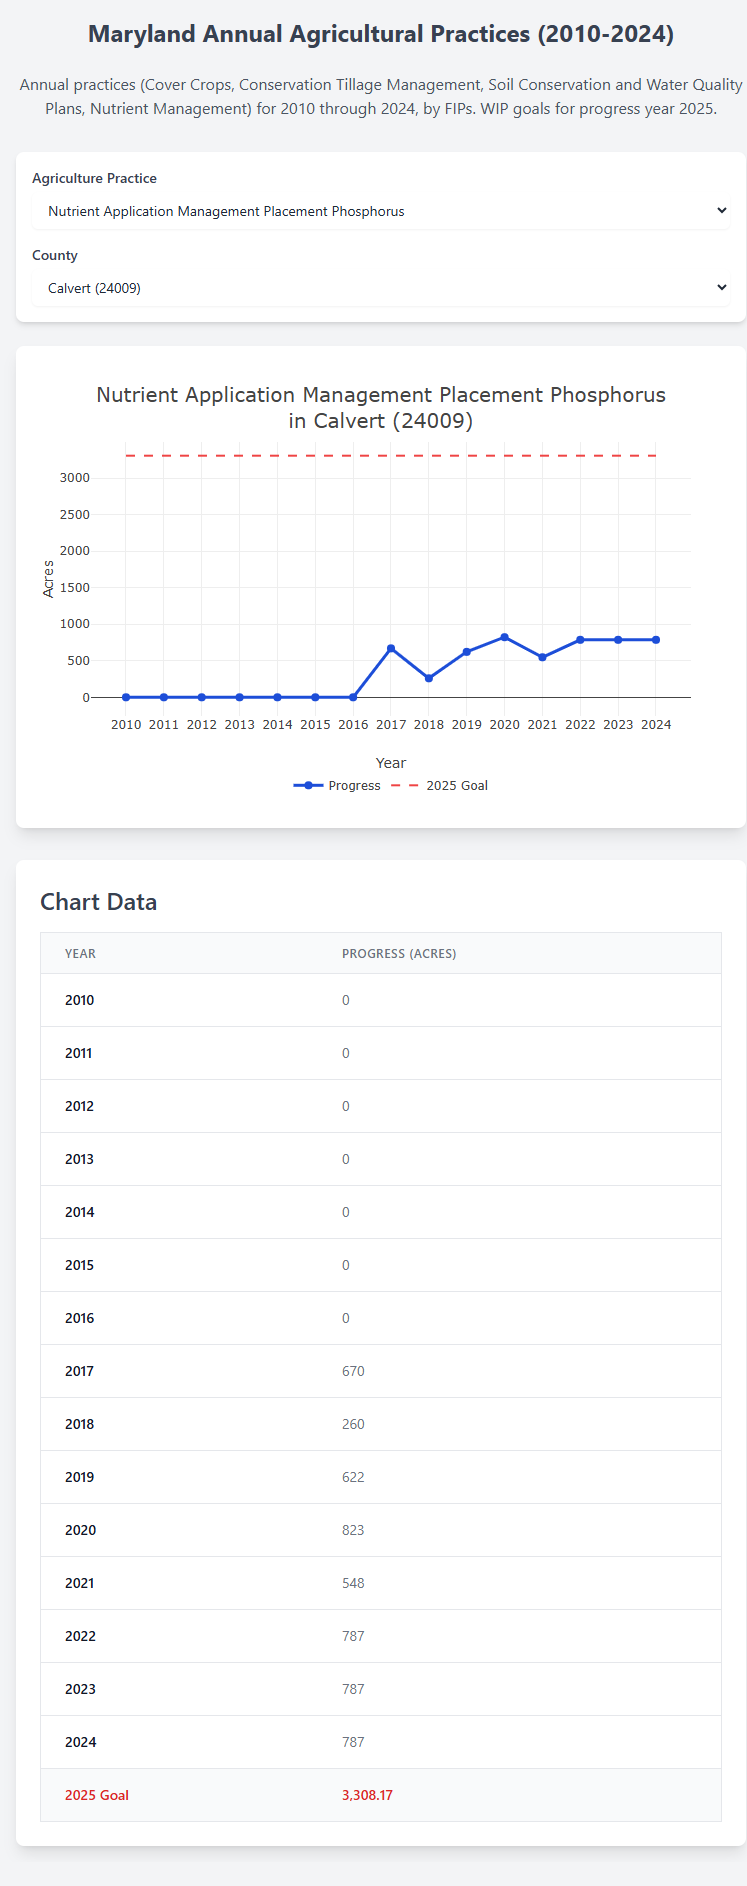 Maryland Annual Agricultural Practices (2010-2024)
Annual practices (Cover Crops, Conservation Tillage Management, Soil Conservation and Water Quality
Plans, Nutrient Management) for 2010 through 2024, by FIPs. WIP goals for progress year 2025.
Agriculture Practice
Nutrient Application Management Placement Phosphorus
County
Calvert (24009)
Nutrient Application Management Placement Phosphorus
in Calvert (24009)
3000
2500
2000
1500
1000
500
0
Acres
2010 2011 2012 2013 2014 2015 2016 2017 2018 2019 2020 2021 2022 2023 2024
Year
Progress 2025 Goal
Chart Data
YEAR PROGRESS (ACRES)
2010 0
2011 0
2012 0
2013 0
2014 0
2015 0
2016 0
2017 670
2018 260
2019 622
2020 823
2021 548
2022 787
2023 787
2024 787
2025 Goal 3,308.17